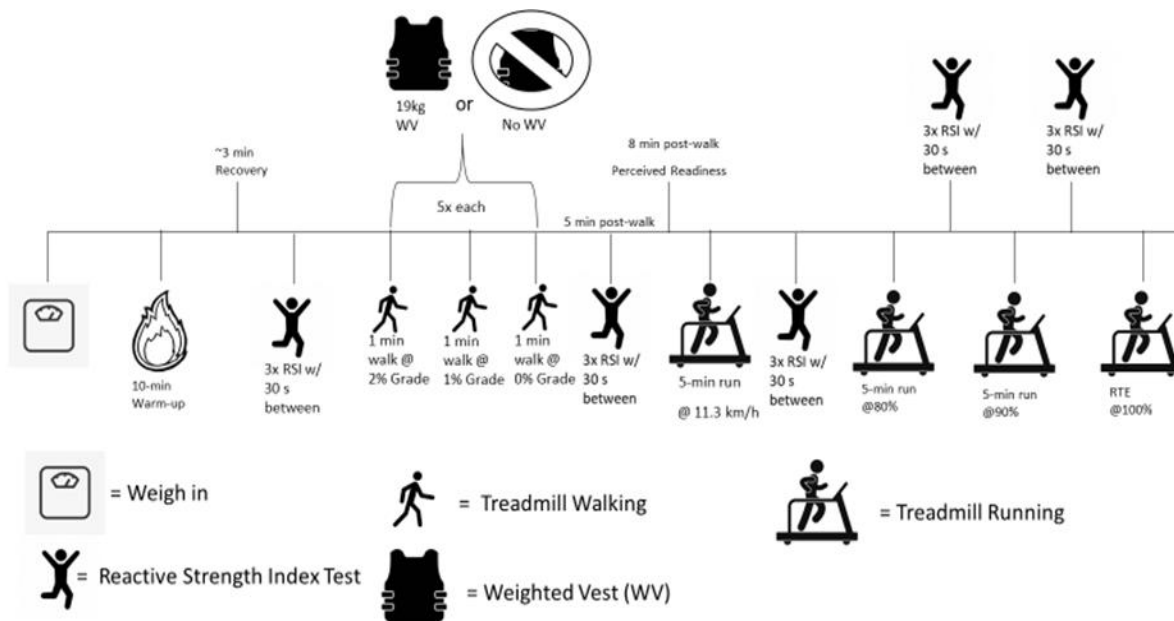 19kg
WV
or
No WV
~3 min
Recovery
8 min post-walk
Perceived Readiness
3x RSI w/
30 s
between
3x RSI w/
30 s
between
5x each
5 min post-walk
10-min
Warm-up
3x RSI w/
30 s
between
1 min
walk @
2% Grade
1 min
walk @
1% Grade
1 min
walk @
0% Grade
3x RSI w/
30 s
between
5-min run
@ 11.3 km/h
3x RSI w/
30 s
between
5-min run
@80%
5-min run
@90%
RTE
@100%
= Weigh in
= Treadmill Walking
= Treadmill Running
= Reactive Strength Index Test
= Weighted Vest (WV)